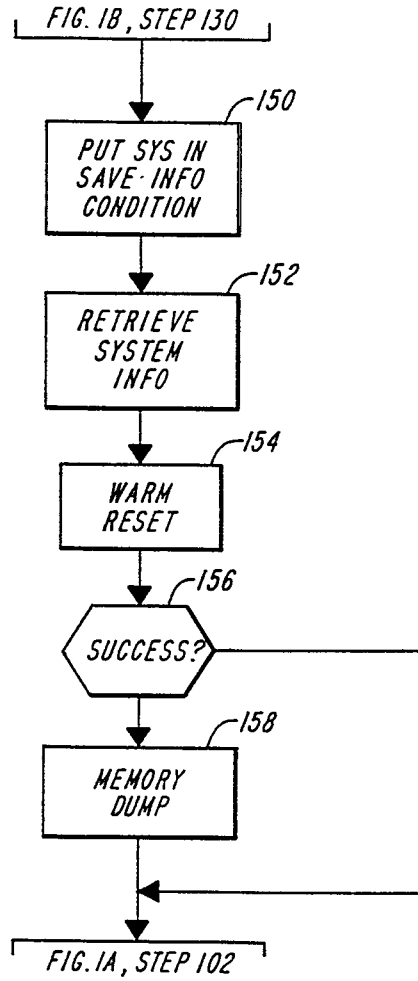 FIG. 1B, STEP 130
150
PUT SYS IN
SAVE-INFO
CONDITION
152
RETRIEVE
SYSTEM
INFO
154
WARM
RESET
156
SUCCESS?
158
MEMORY
DUMP
FIG. 1A, STEP 102